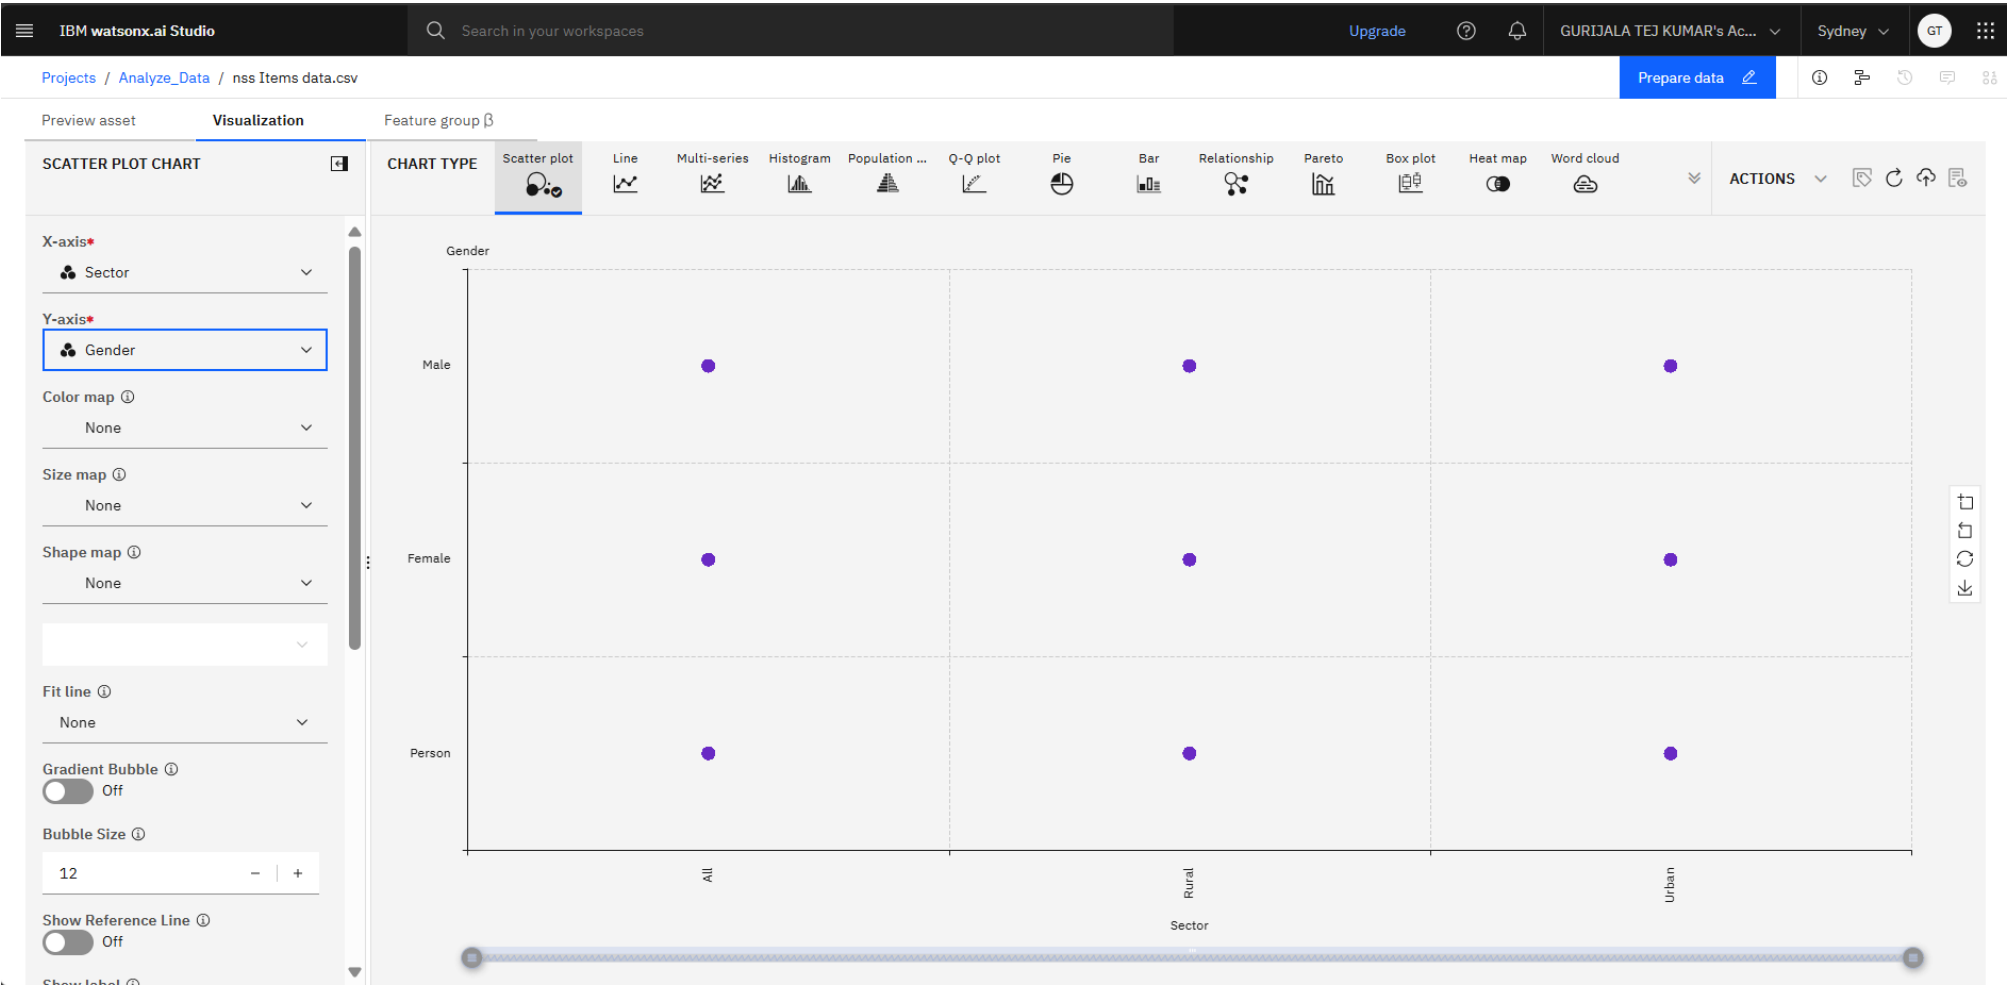 IBM watsonx.ai Studio
Search in your workspaces
Upgrade
GURIJALA TEJ KUMAR's Ac...
Sydney
GT
Projects / Analyze_Data / nss Items data.csv
Prepare data
Preview asset
Visualization
Feature group β
SCATTER PLOT CHART
CHART TYPE
Scatter plot
Line
Multi-series
Histogram
Population ...
Q-Q plot
Pie
Bar
Relationship
Pareto
Box plot
Heat map
Word cloud
ACTIONS
X-axis*
Sector
Y-axis*
Gender
Color map
None
Size map
None
Shape map
None
Fit line
None
Gradient Bubble
Off
Bubble Size
12
Show Reference Line
Off
Show label
Gender
Male
Female
Person
All
Rural
Urban
Sector